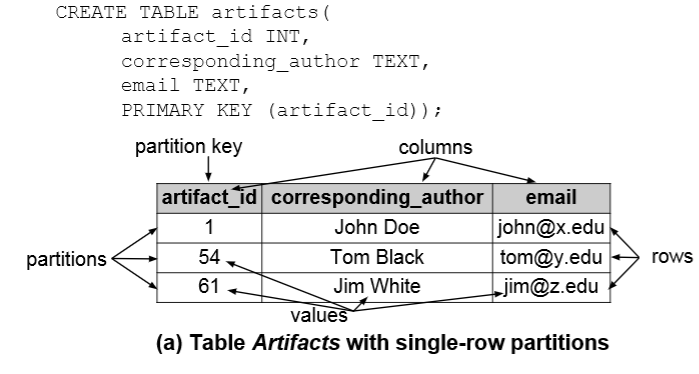 CREATE TABLE artifacts(
artifact_id INT,
corresponding_author TEXT,
email TEXT,
PRIMARY KEY (artifact_id));
partition key columns
artifact_id corresponding_author email
1 John Doe john@x.edu
partitions 54 Tom Black tom@y.edu rows
61 Jim White jim@z.edu
values
(a) Table Artifacts with single-row partitions